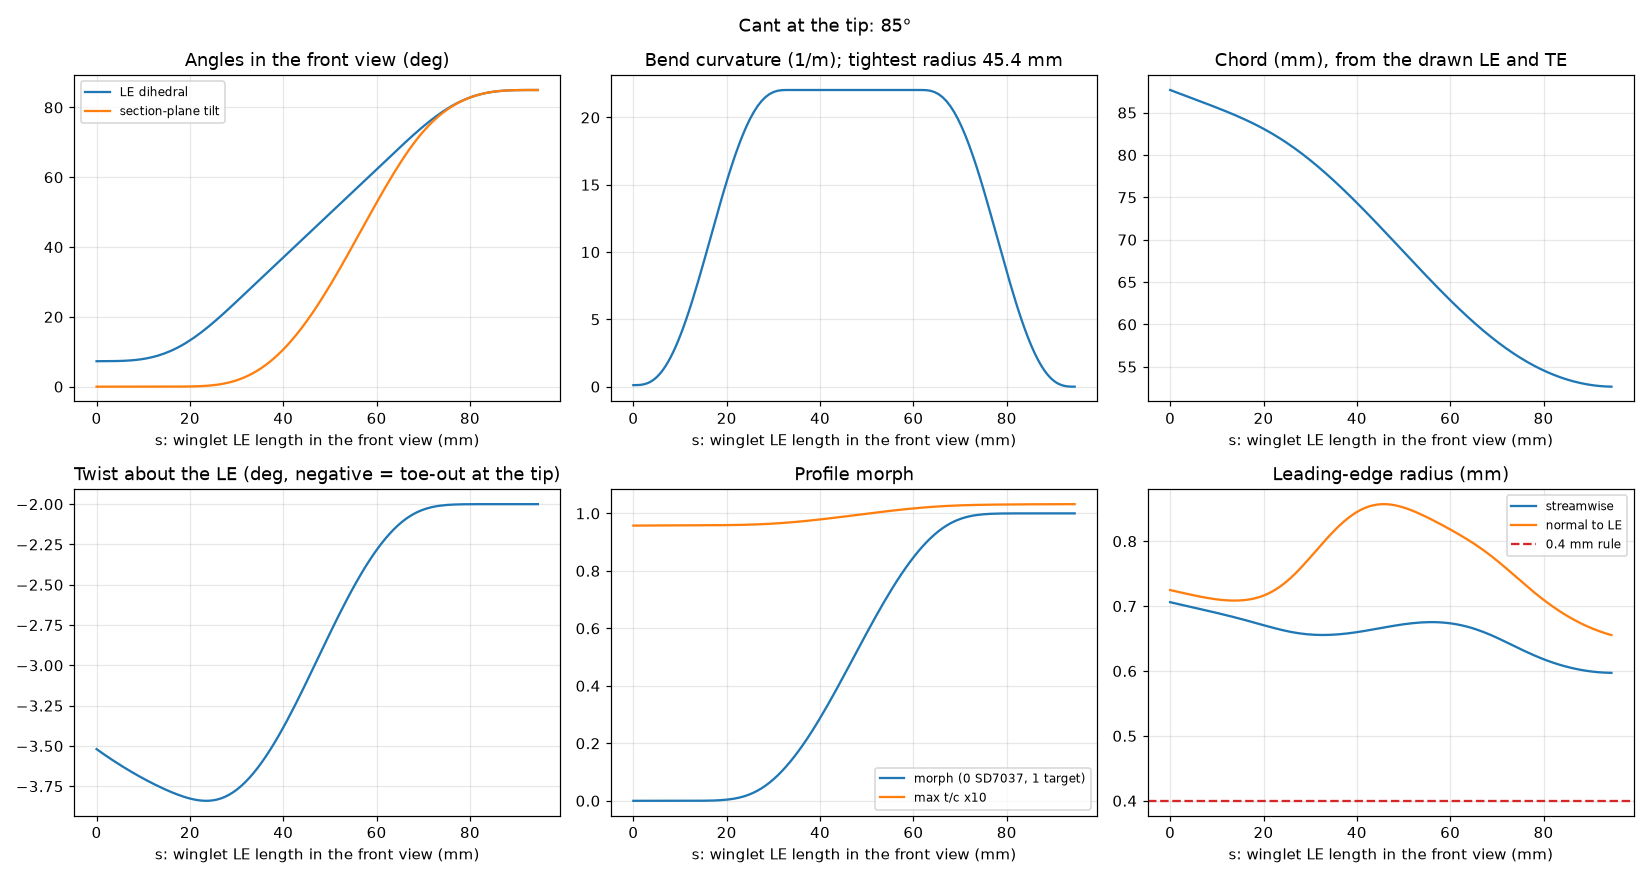 Cant at the tip: 85°
Angles in the front view (deg)
LE dihedral
section-plane tilt
80
60
40
20
0
0 20 40 60 80
s: winglet LE length in the front view (mm)
Bend curvature (1/m); tightest radius 45.4 mm
20
15
10
5
0
0 20 40 60 80
s: winglet LE length in the front view (mm)
Chord (mm), from the drawn LE and TE
85
80
75
70
65
60
55
0 20 40 60 80
s: winglet LE length in the front view (mm)
Twist about the LE (deg, negative = toe-out at the tip)
−2.00
−2.25
−2.50
−2.75
−3.00
−3.25
−3.50
−3.75
0 20 40 60 80
s: winglet LE length in the front view (mm)
Profile morph
1.0
0.8
0.6
0.4
0.2
0.0
morph (0 SD7037, 1 target)
max t/c x10
0 20 40 60 80
s: winglet LE length in the front view (mm)
Leading-edge radius (mm)
streamwise
normal to LE
0.4 mm rule
0.8
0.7
0.6
0.5
0.4
0 20 40 60 80
s: winglet LE length in the front view (mm)